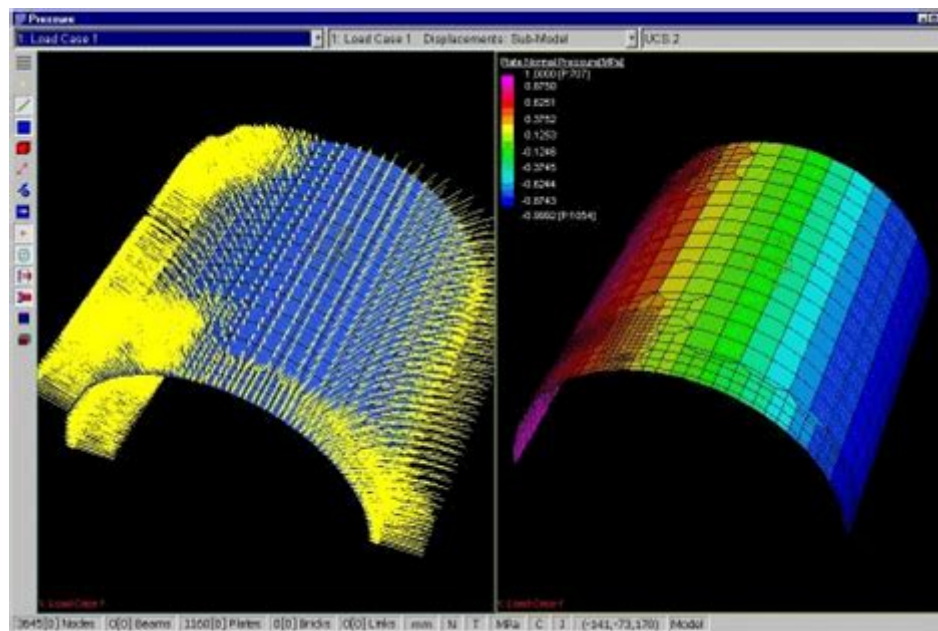 Pressure
1: Load Case 1
1: Load Case 1 Displacements: Sub-Model
UCS 2
Plate Normal Pressure[MPa]
1.0000 [P:707]
0.8750
0.6251
0.3752
0.1253
-0.1246
-0.3745
-0.6244
-0.8743
-0.9992 [P:1054]
1: Load Case 1
1: Load Case 1
3645[0] Nodes
0[0] Beams
1160[0] Plates
0[0] Bricks
0[0] Links
mm
N
T
MPa
C
J
(-141,-73,170)
Model